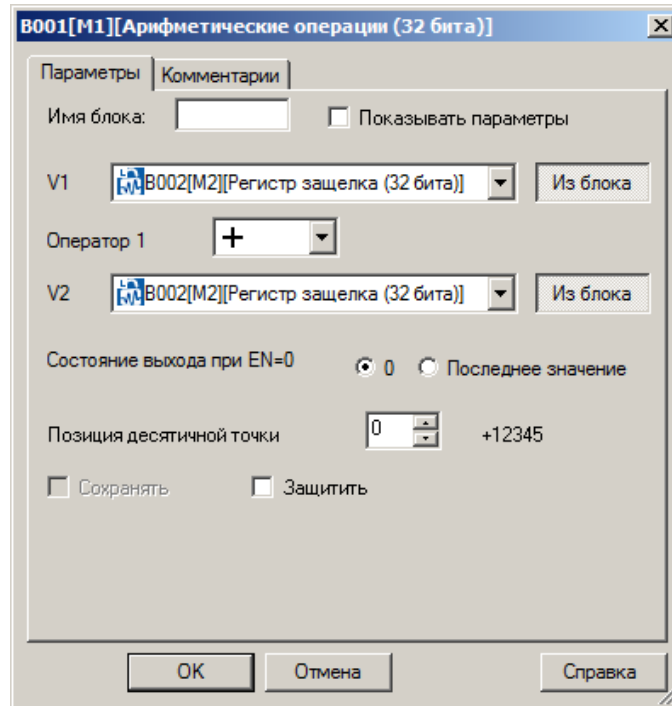 B001[M1][Арифметические операции (32 бита)]
Параметры Комментарии
Имя блока: Показывать параметры
V1 B002[M2][Регистр защелка (32 бита)] Из блока
Оператор 1 +
V2 B002[M2][Регистр защелка (32 бита)] Из блока
Состояние выхода при EN=0 0 Последнее значение
Позиция десятичной точки 0 +12345
Сохранять Защитить
OK Отмена Справка